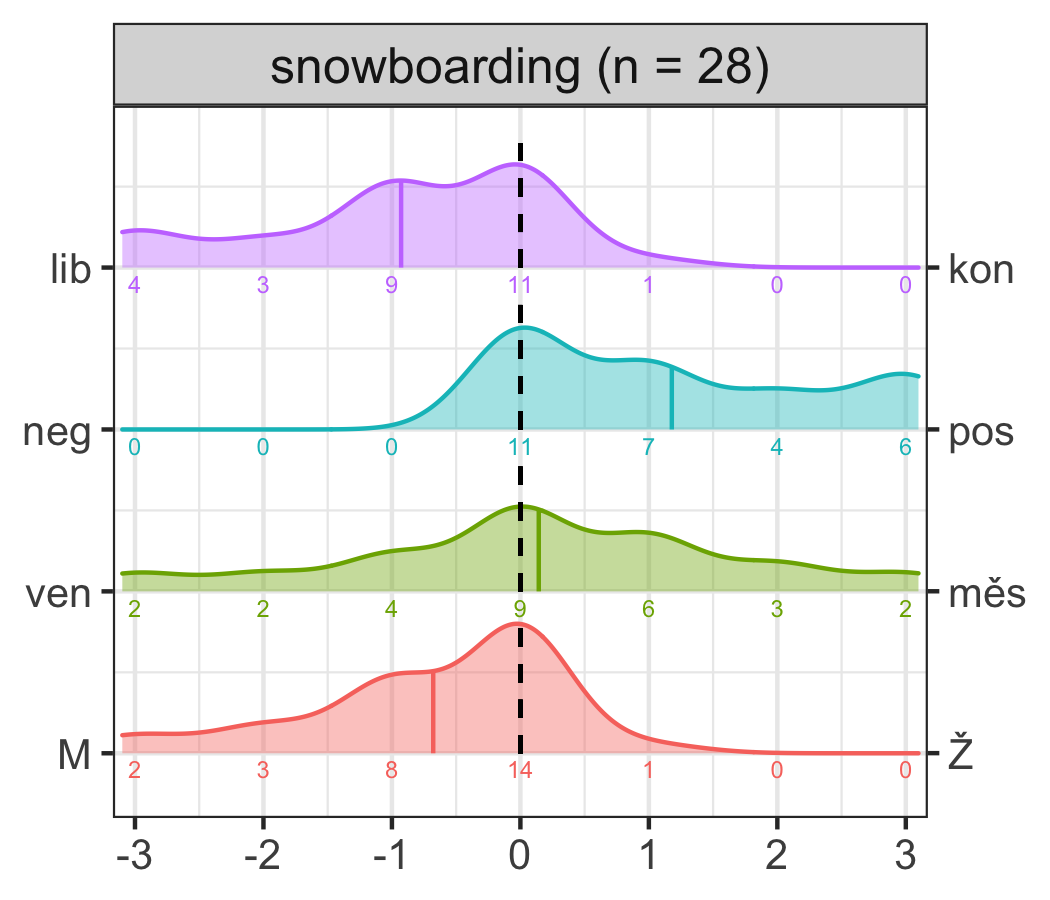 snowboarding (n = 28)
lib kon
4 3 9 11 1 0 0
neg pos
0 0 0 11 7 4 6
ven měs
2 2 4 9 6 3 2
M Ž
2 3 8 14 1 0 0
-3 -2 -1 0 1 2 3